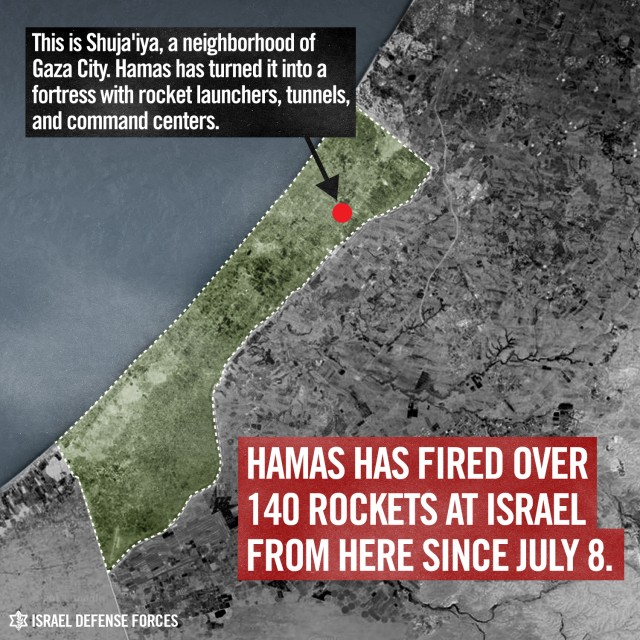 This is Shuja'iya, a neighborhood of
Gaza City. Hamas has turned it into a
fortress with rocket launchers, tunnels,
and command centers.
HAMAS HAS FIRED OVER
140 ROCKETS AT ISRAEL
FROM HERE SINCE JULY 8.
ISRAEL DEFENSE FORCES